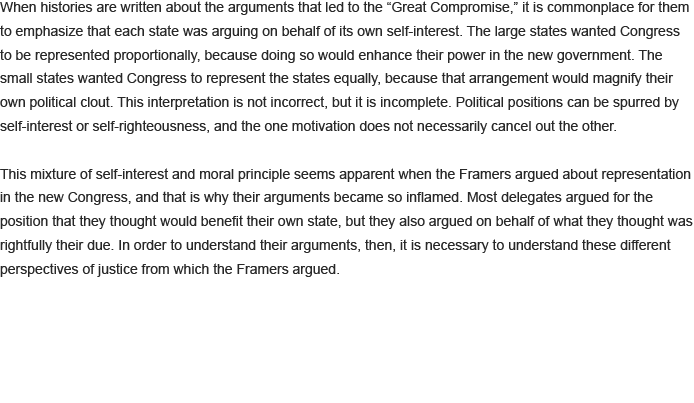 When histories are written about the arguments that led to the “Great Compromise,” it is commonplace for them
to emphasize that each state was arguing on behalf of its own self-interest. The large states wanted Congress
to be represented proportionally, because doing so would enhance their power in the new government. The
small states wanted Congress to represent the states equally, because that arrangement would magnify their
own political clout. This interpretation is not incorrect, but it is incomplete. Political positions can be spurred by
self-interest or self-righteousness, and the one motivation does not necessarily cancel out the other.

This mixture of self-interest and moral principle seems apparent when the Framers argued about representation
in the new Congress, and that is why their arguments became so inflamed. Most delegates argued for the
position that they thought would benefit their own state, but they also argued on behalf of what they thought was
rightfully their due. In order to understand their arguments, then, it is necessary to understand these different
perspectives of justice from which the Framers argued.